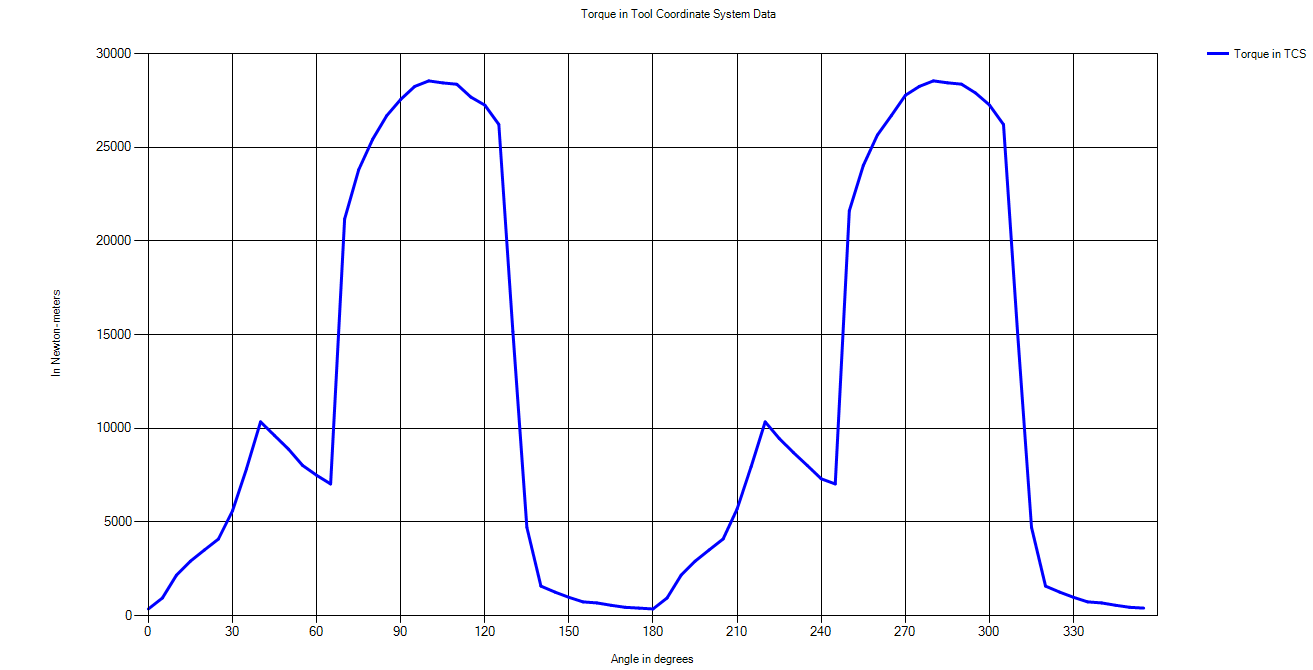 Torque in Tool Coordinate System Data
30000
Torque in TCS
25000
20000
In Newton-meters
15000
10000
5000
0
0 30 60 90 120 150 180 210 240 270 300 330
Angle in degrees